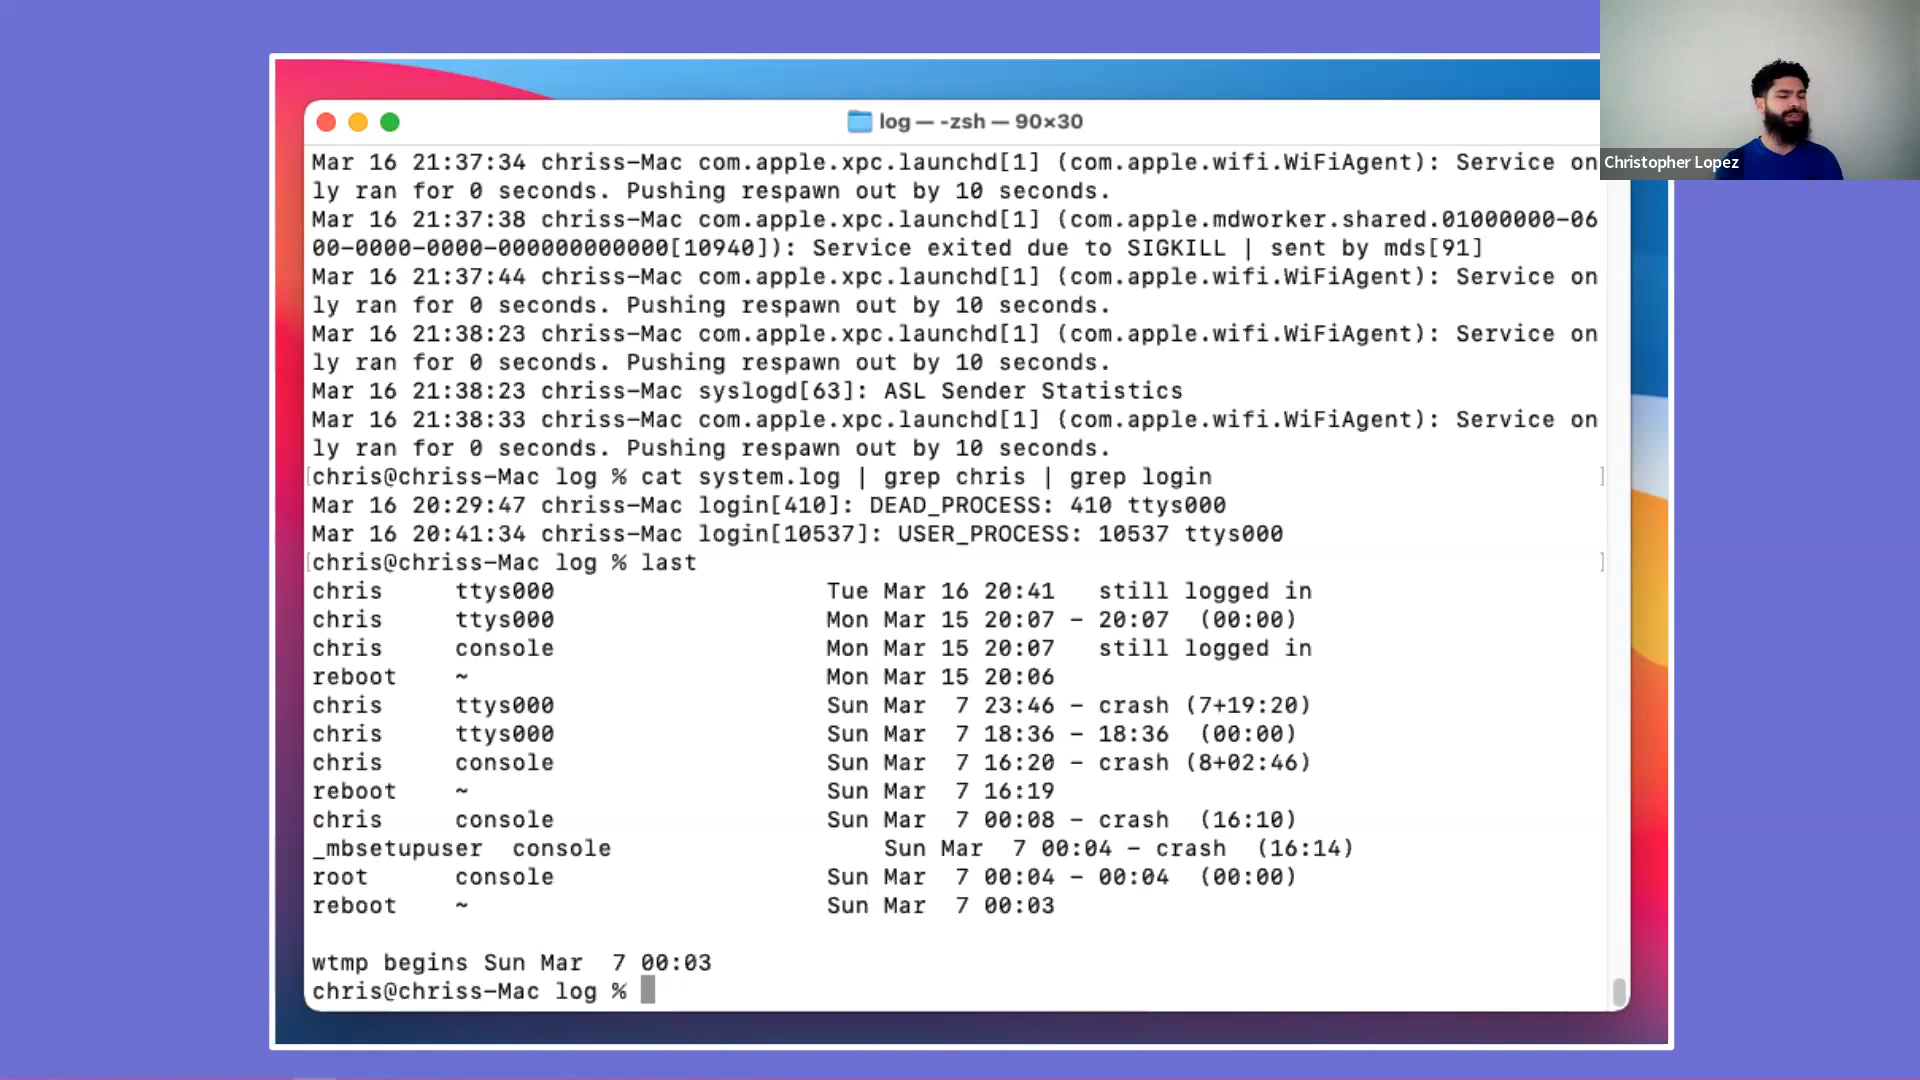 log — -zsh — 90×30
Christopher Lopez
Mar 16 21:37:34 chriss-Mac com.apple.xpc.launchd[1] (com.apple.wifi.WiFiAgent): Service on
ly ran for 0 seconds. Pushing respawn out by 10 seconds.
Mar 16 21:37:38 chriss-Mac com.apple.xpc.launchd[1] (com.apple.mdworker.shared.01000000-06
00-0000-0000-000000000000[10940]): Service exited due to SIGKILL | sent by mds[91]
Mar 16 21:37:44 chriss-Mac com.apple.xpc.launchd[1] (com.apple.wifi.WiFiAgent): Service on
ly ran for 0 seconds. Pushing respawn out by 10 seconds.
Mar 16 21:38:23 chriss-Mac com.apple.xpc.launchd[1] (com.apple.wifi.WiFiAgent): Service on
ly ran for 0 seconds. Pushing respawn out by 10 seconds.
Mar 16 21:38:23 chriss-Mac syslogd[63]: ASL Sender Statistics
Mar 16 21:38:33 chriss-Mac com.apple.xpc.launchd[1] (com.apple.wifi.WiFiAgent): Service on
ly ran for 0 seconds. Pushing respawn out by 10 seconds.
[chris@chriss-Mac log % cat system.log | grep chris | grep login ]
Mar 16 20:29:47 chriss-Mac login[410]: DEAD_PROCESS: 410 ttys000
Mar 16 20:41:34 chriss-Mac login[10537]: USER_PROCESS: 10537 ttys000
[chris@chriss-Mac log % last ]
chris     ttys000                   Tue Mar 16 20:41   still logged in
chris     ttys000                   Mon Mar 15 20:07 - 20:07  (00:00)
chris     console                   Mon Mar 15 20:07   still logged in
reboot    ~                         Mon Mar 15 20:06
chris     ttys000                   Sun Mar  7 23:46 - crash (7+19:20)
chris     ttys000                   Sun Mar  7 18:36 - 18:36  (00:00)
chris     console                   Sun Mar  7 16:20 - crash (8+02:46)
reboot    ~                         Sun Mar  7 16:19
chris     console                   Sun Mar  7 00:08 - crash  (16:10)
_mbsetupuser  console                   Sun Mar  7 00:04 - crash  (16:14)
root      console                   Sun Mar  7 00:04 - 00:04  (00:00)
reboot    ~                         Sun Mar  7 00:03
wtmp begins Sun Mar  7 00:03
chris@chriss-Mac log %